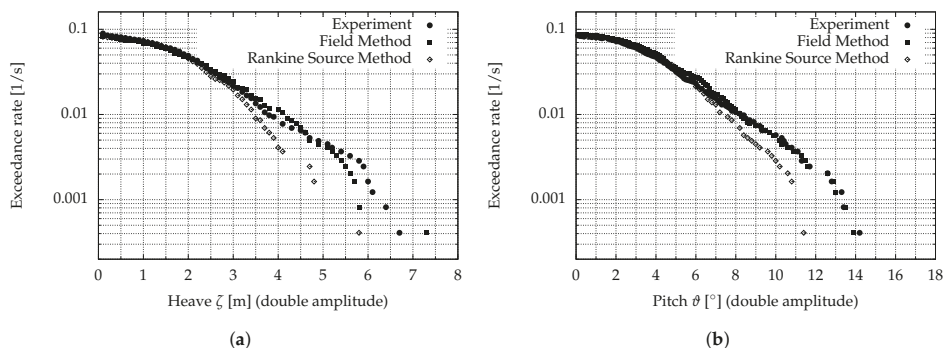 Experiment
Field Method
Rankine Source Method
Exceedance rate [1/s]
0.1
0.01
0.001
0 1 2 3 4 5 6 7 8
Heave ζ [m] (double amplitude)
(a)
Experiment
Field Method
Rankine Source Method
Exceedance rate [1/s]
0.1
0.01
0.001
0 2 4 6 8 10 12 14 16 18
Pitch ϑ [°] (double amplitude)
(b)